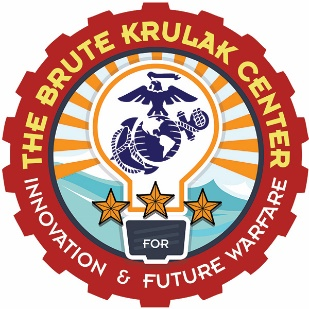 THE BRUTE KRULAK CENTER
FOR
INNOVATION & FUTURE WARFARE